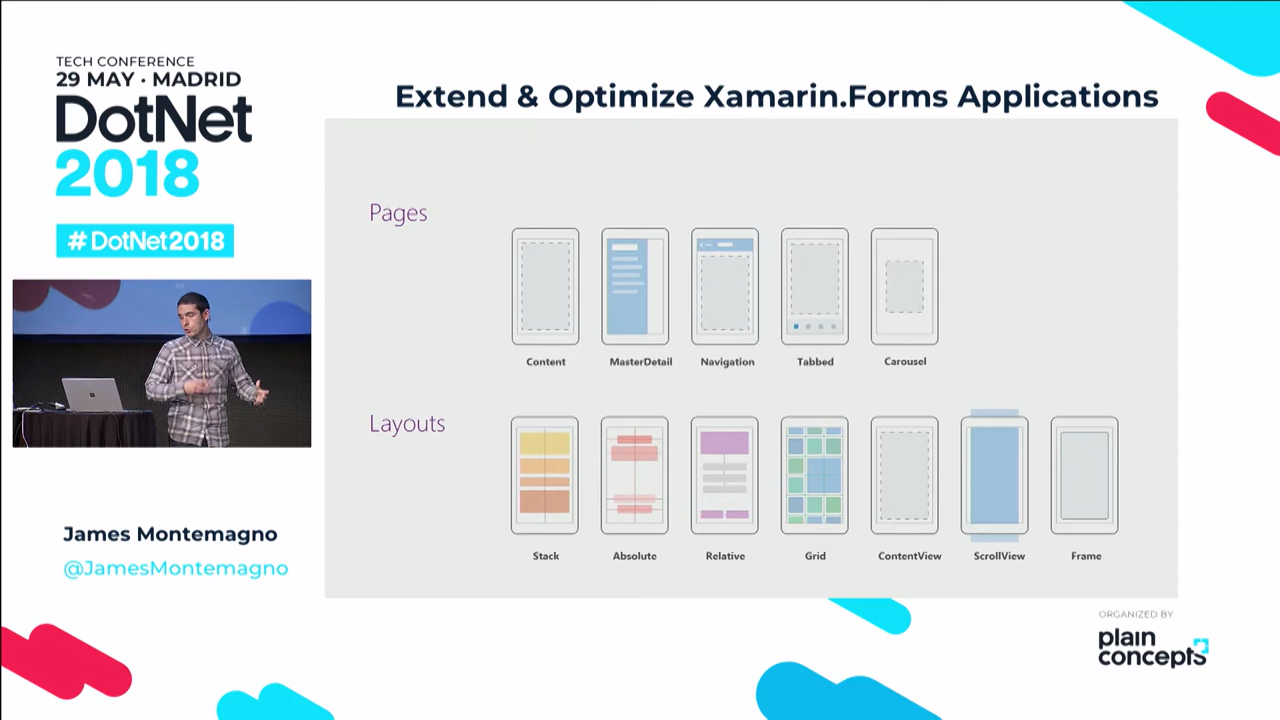 TECH CONFERENCE
29 MAY · MADRID
DotNet
2018
#DotNet2018
Extend & Optimize Xamarin.Forms Applications
Pages
Content
MasterDetail
Navigation
Tabbed
Carousel
Layouts
Stack
Absolute
Relative
Grid
ContentView
ScrollView
Frame
James Montemagno
@JamesMontemagno
ORGANIZED BY
plain
concepts